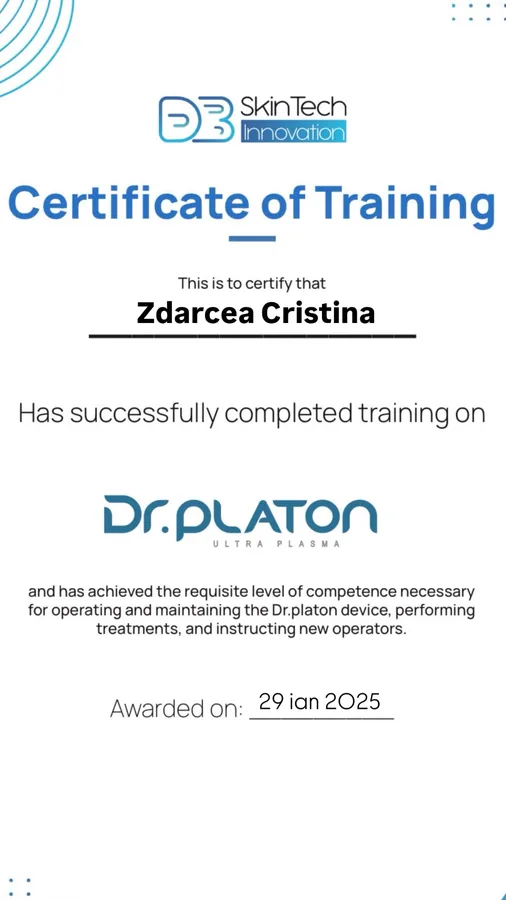 DB SkinTech
Innovation
Certificate of Training
This is to certify that
Zdarcea Cristina
Has successfully completed training on
Dr.PLATON
ULTRA PLASMA
and has achieved the requisite level of competence necessary
for operating and maintaining the Dr.platon device, performing
treatments, and instructing new operators.
Awarded on: 29 ian 2025